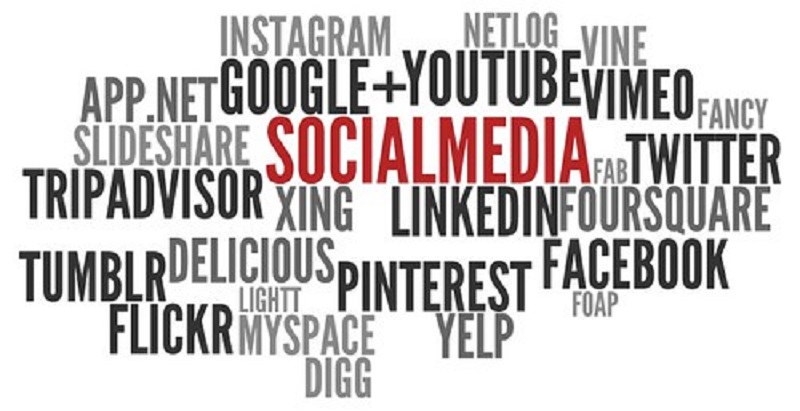 INSTAGRAM NETLOG VINE
APP.NET GOOGLE+ YOUTUBE VIMEO FANCY
SLIDESHARE SOCIALMEDIA FAB TWITTER
TRIPADVISOR XING LINKEDIN FOURSQUARE
TUMBLR DELICIOUS PINTEREST FACEBOOK
LIGHTT FOAP
FLICKR MYSPACE YELP
DIGG